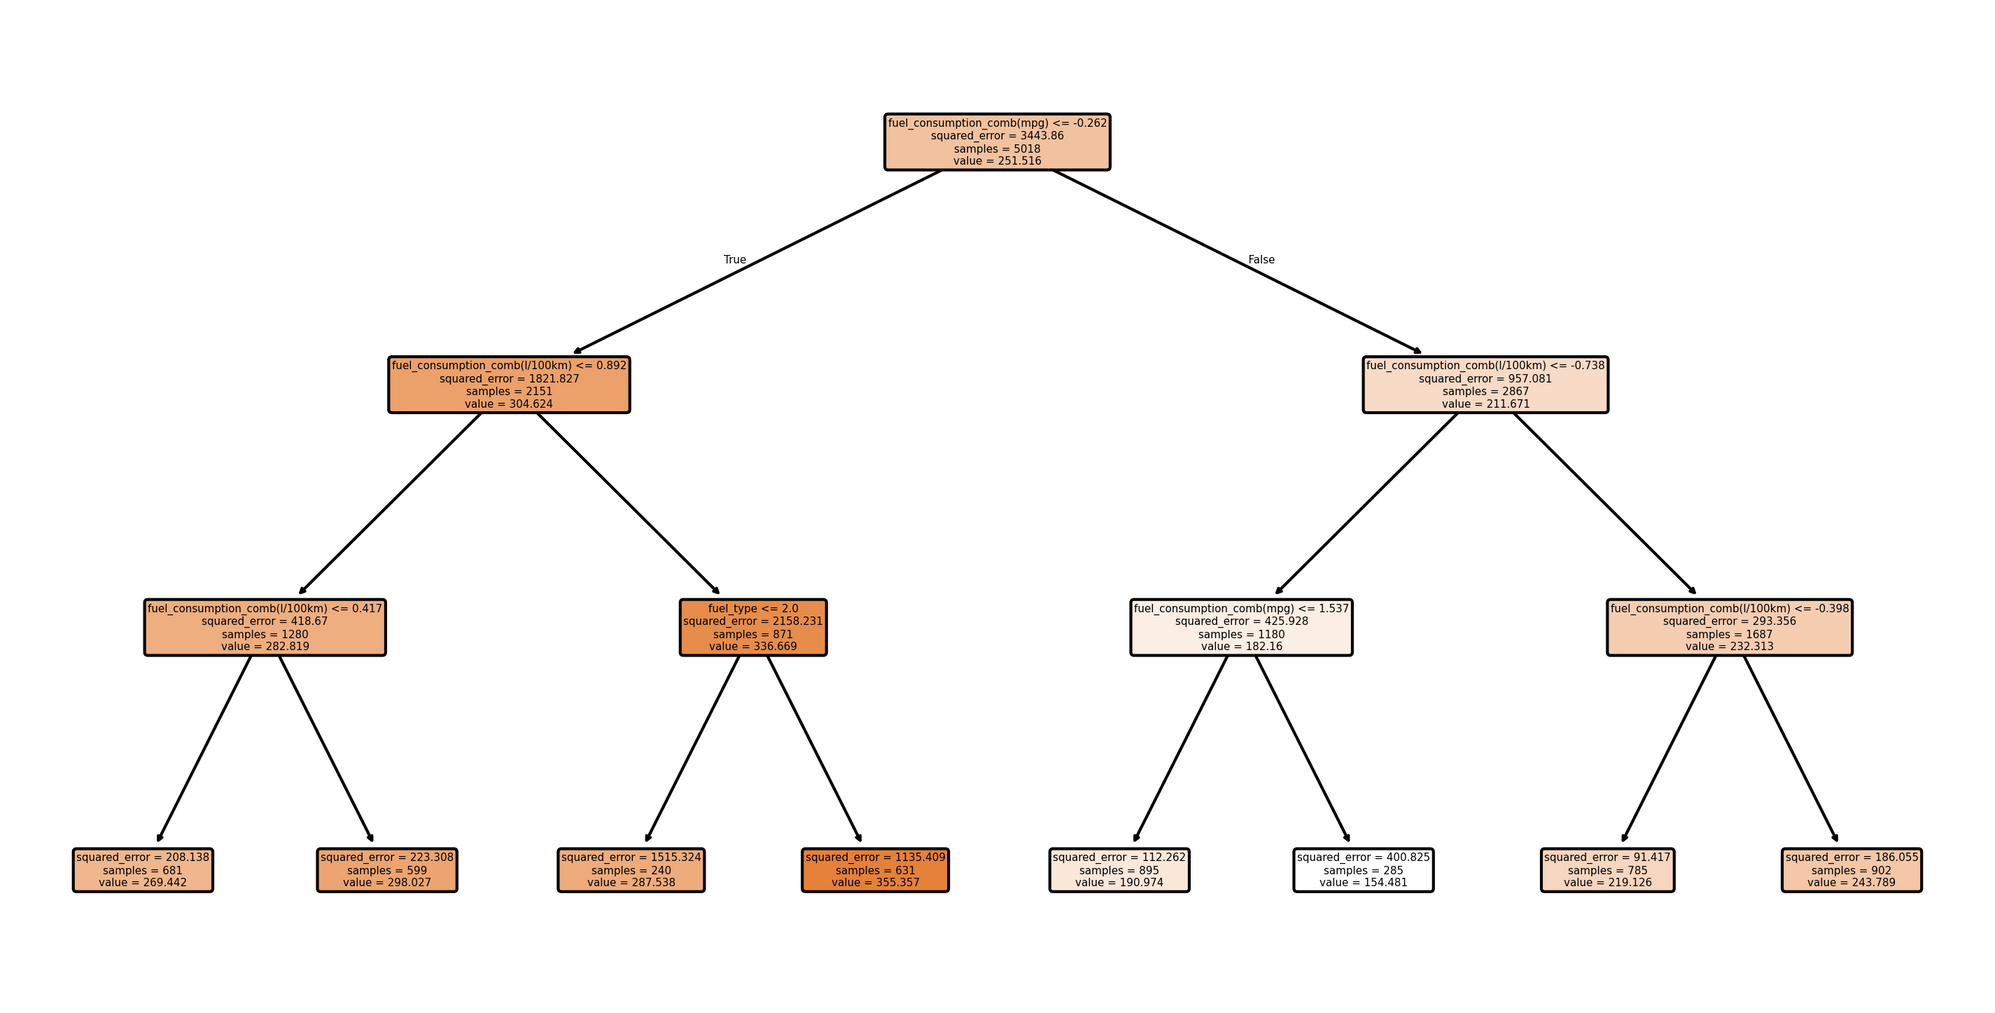 fuel_consumption_comb(mpg) <= -0.262
squared_error = 3443.86
samples = 5018
value = 251.516
True
False
fuel_consumption_comb(l/100km) <= 0.892
squared_error = 1821.827
samples = 2151
value = 304.624
fuel_consumption_comb(l/100km) <= -0.738
squared_error = 957.081
samples = 2867
value = 211.671
fuel_consumption_comb(l/100km) <= 0.417
squared_error = 418.67
samples = 1280
value = 282.819
fuel_type <= 2.0
squared_error = 2158.231
samples = 871
value = 336.669
fuel_consumption_comb(mpg) <= 1.537
squared_error = 425.928
samples = 1180
value = 182.16
fuel_consumption_comb(l/100km) <= -0.398
squared_error = 293.356
samples = 1687
value = 232.313
squared_error = 208.138
samples = 681
value = 269.442
squared_error = 223.308
samples = 599
value = 298.027
squared_error = 1515.324
samples = 240
value = 287.538
squared_error = 1135.409
samples = 631
value = 355.357
squared_error = 112.262
samples = 895
value = 190.974
squared_error = 400.825
samples = 285
value = 154.481
squared_error = 91.417
samples = 785
value = 219.126
squared_error = 186.055
samples = 902
value = 243.789